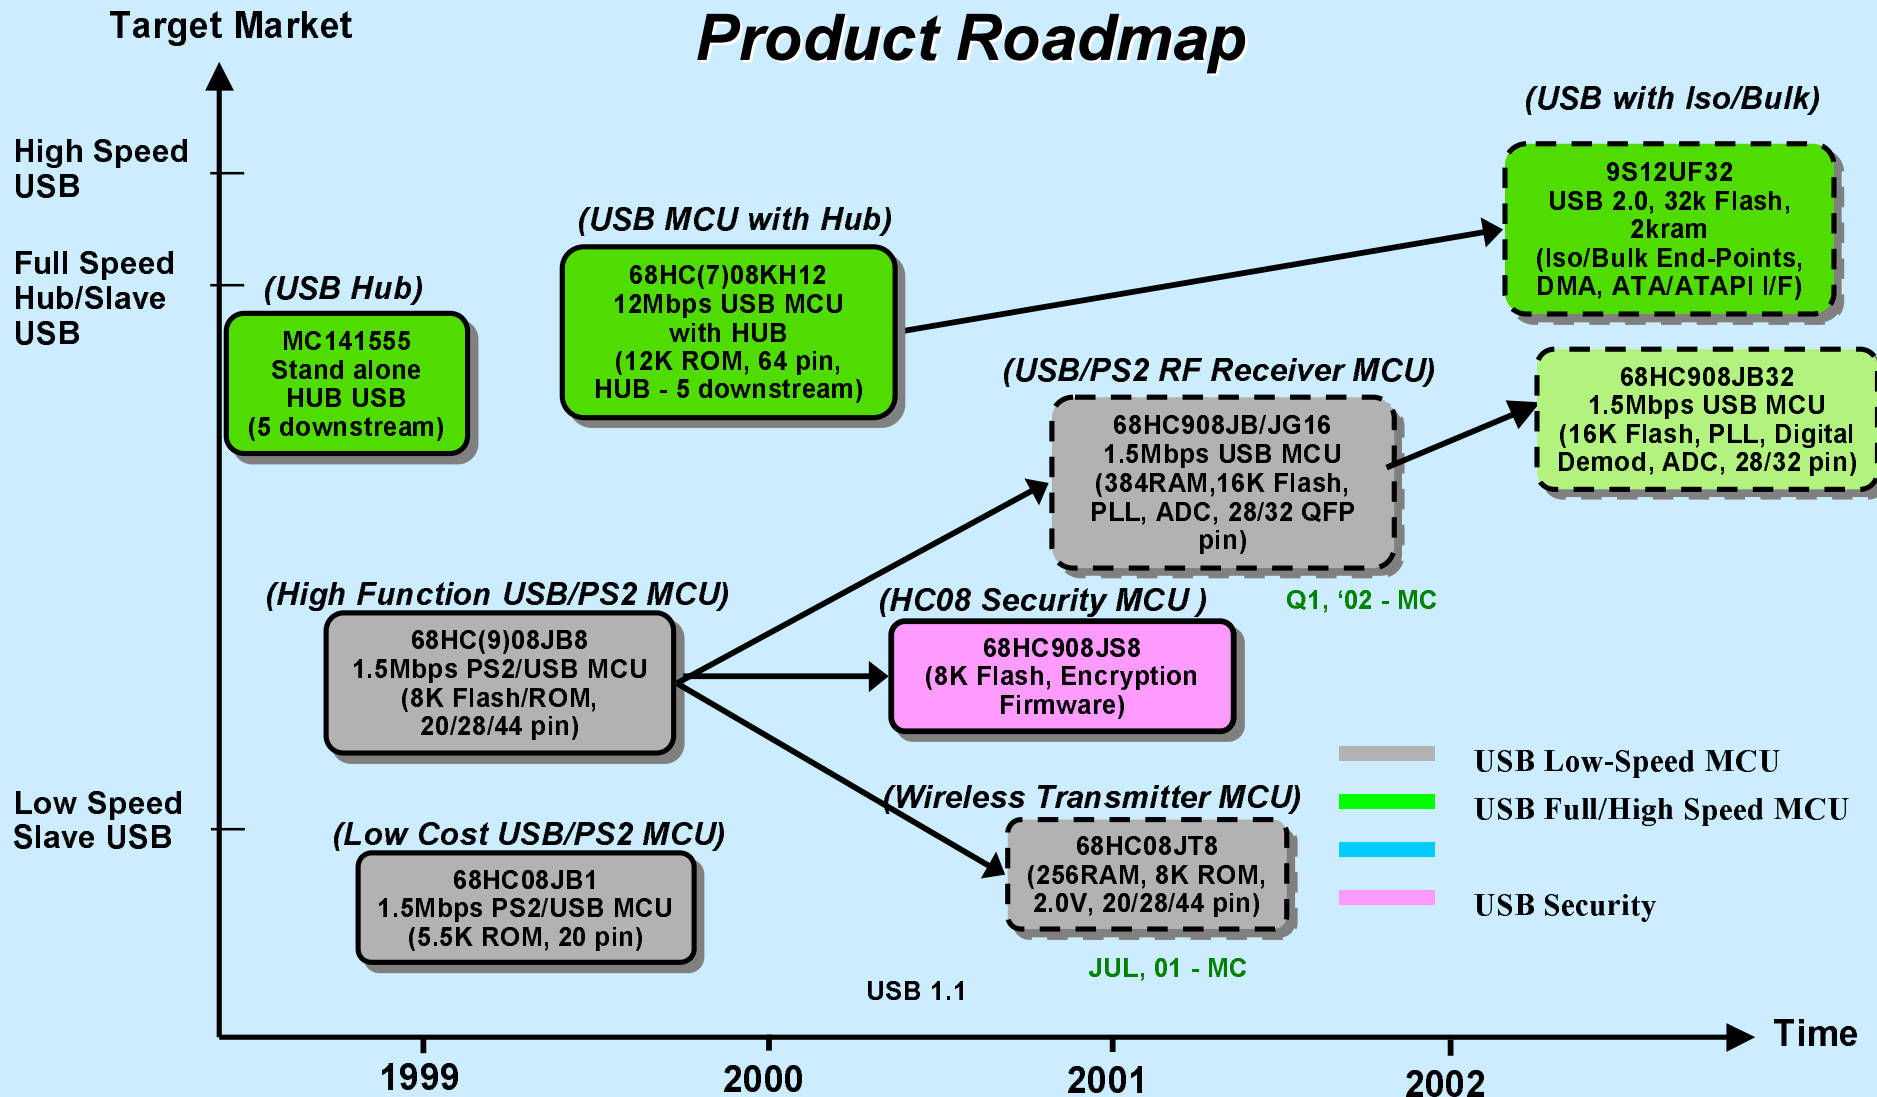 Target Market
Product Roadmap
High Speed
USB
Full Speed
Hub/Slave
USB
Low Speed
Slave USB
(USB Hub)
MC141555
Stand alone
HUB USB
(5 downstream)
(USB MCU with Hub)
68HC(7)08KH12
12Mbps USB MCU
with HUB
(12K ROM, 64 pin,
HUB - 5 downstream)
(USB with Iso/Bulk)
9S12UF32
USB 2.0, 32k Flash,
2kram
(Iso/Bulk End-Points,
DMA, ATA/ATAPI I/F)
(USB/PS2 RF Receiver MCU)
68HC908JB/JG16
1.5Mbps USB MCU
(384RAM,16K Flash,
PLL, ADC, 28/32 QFP
pin)
Q1, ‘02 - MC
68HC908JB32
1.5Mbps USB MCU
(16K Flash, PLL, Digital
Demod, ADC, 28/32 pin)
(High Function USB/PS2 MCU)
68HC(9)08JB8
1.5Mbps PS2/USB MCU
(8K Flash/ROM,
20/28/44 pin)
(HC08 Security MCU )
68HC908JS8
(8K Flash, Encryption
Firmware)
(Low Cost USB/PS2 MCU)
68HC08JB1
1.5Mbps PS2/USB MCU
(5.5K ROM, 20 pin)
(Wireless Transmitter MCU)
68HC08JT8
(256RAM, 8K ROM,
2.0V, 20/28/44 pin)
JUL, 01 - MC
USB Low-Speed MCU
USB Full/High Speed MCU
USB Security
USB 1.1
Time
1999
2000
2001
2002